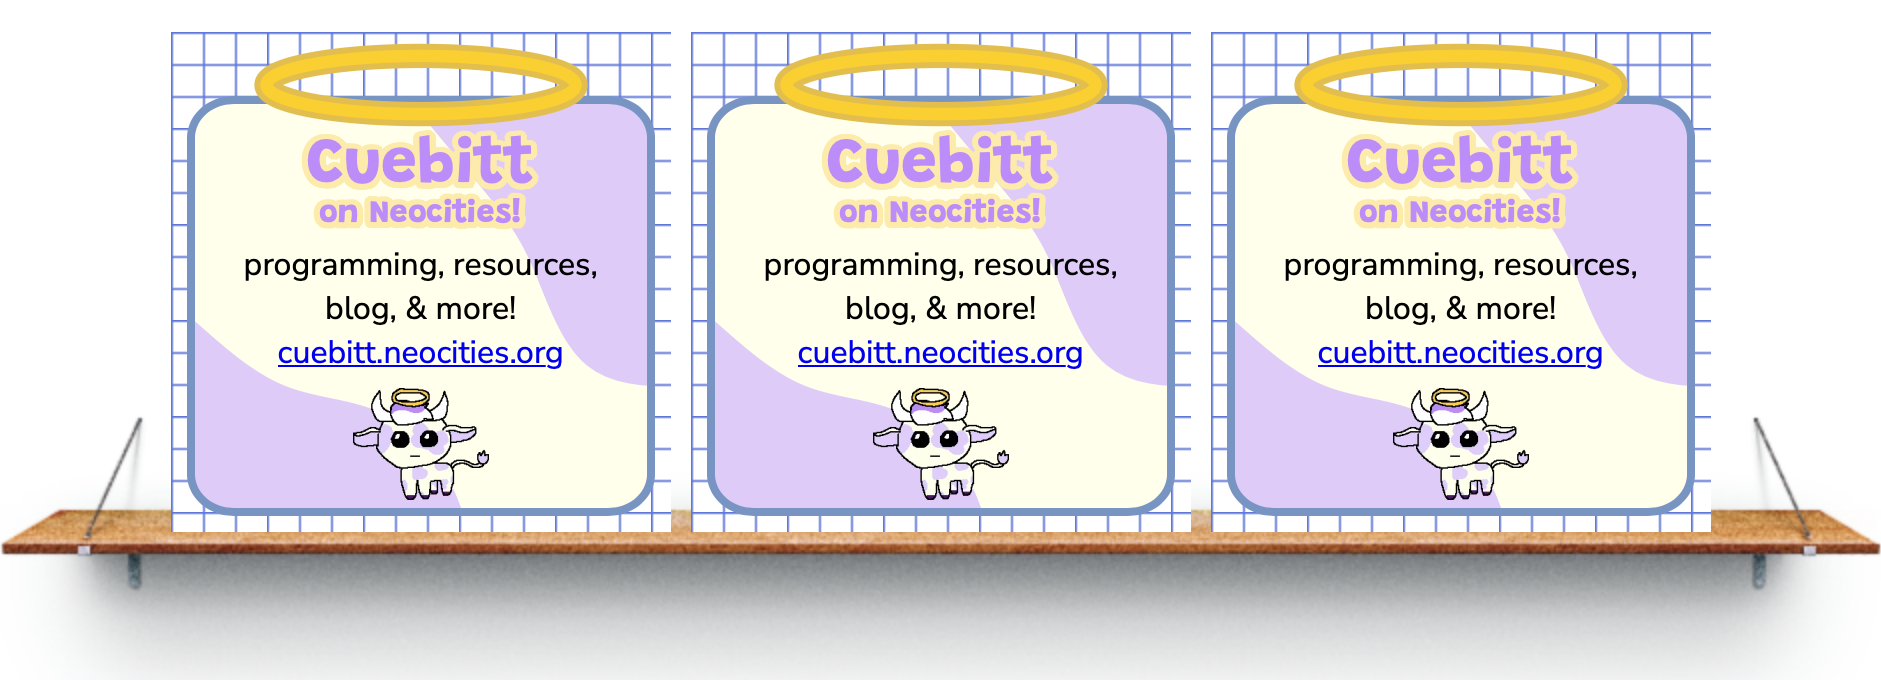 Cuebitt
on Neocities!
programming, resources,
blog, & more!
cuebitt.neocities.org
Cuebitt
on Neocities!
programming, resources,
blog, & more!
cuebitt.neocities.org
Cuebitt
on Neocities!
programming, resources,
blog, & more!
cuebitt.neocities.org